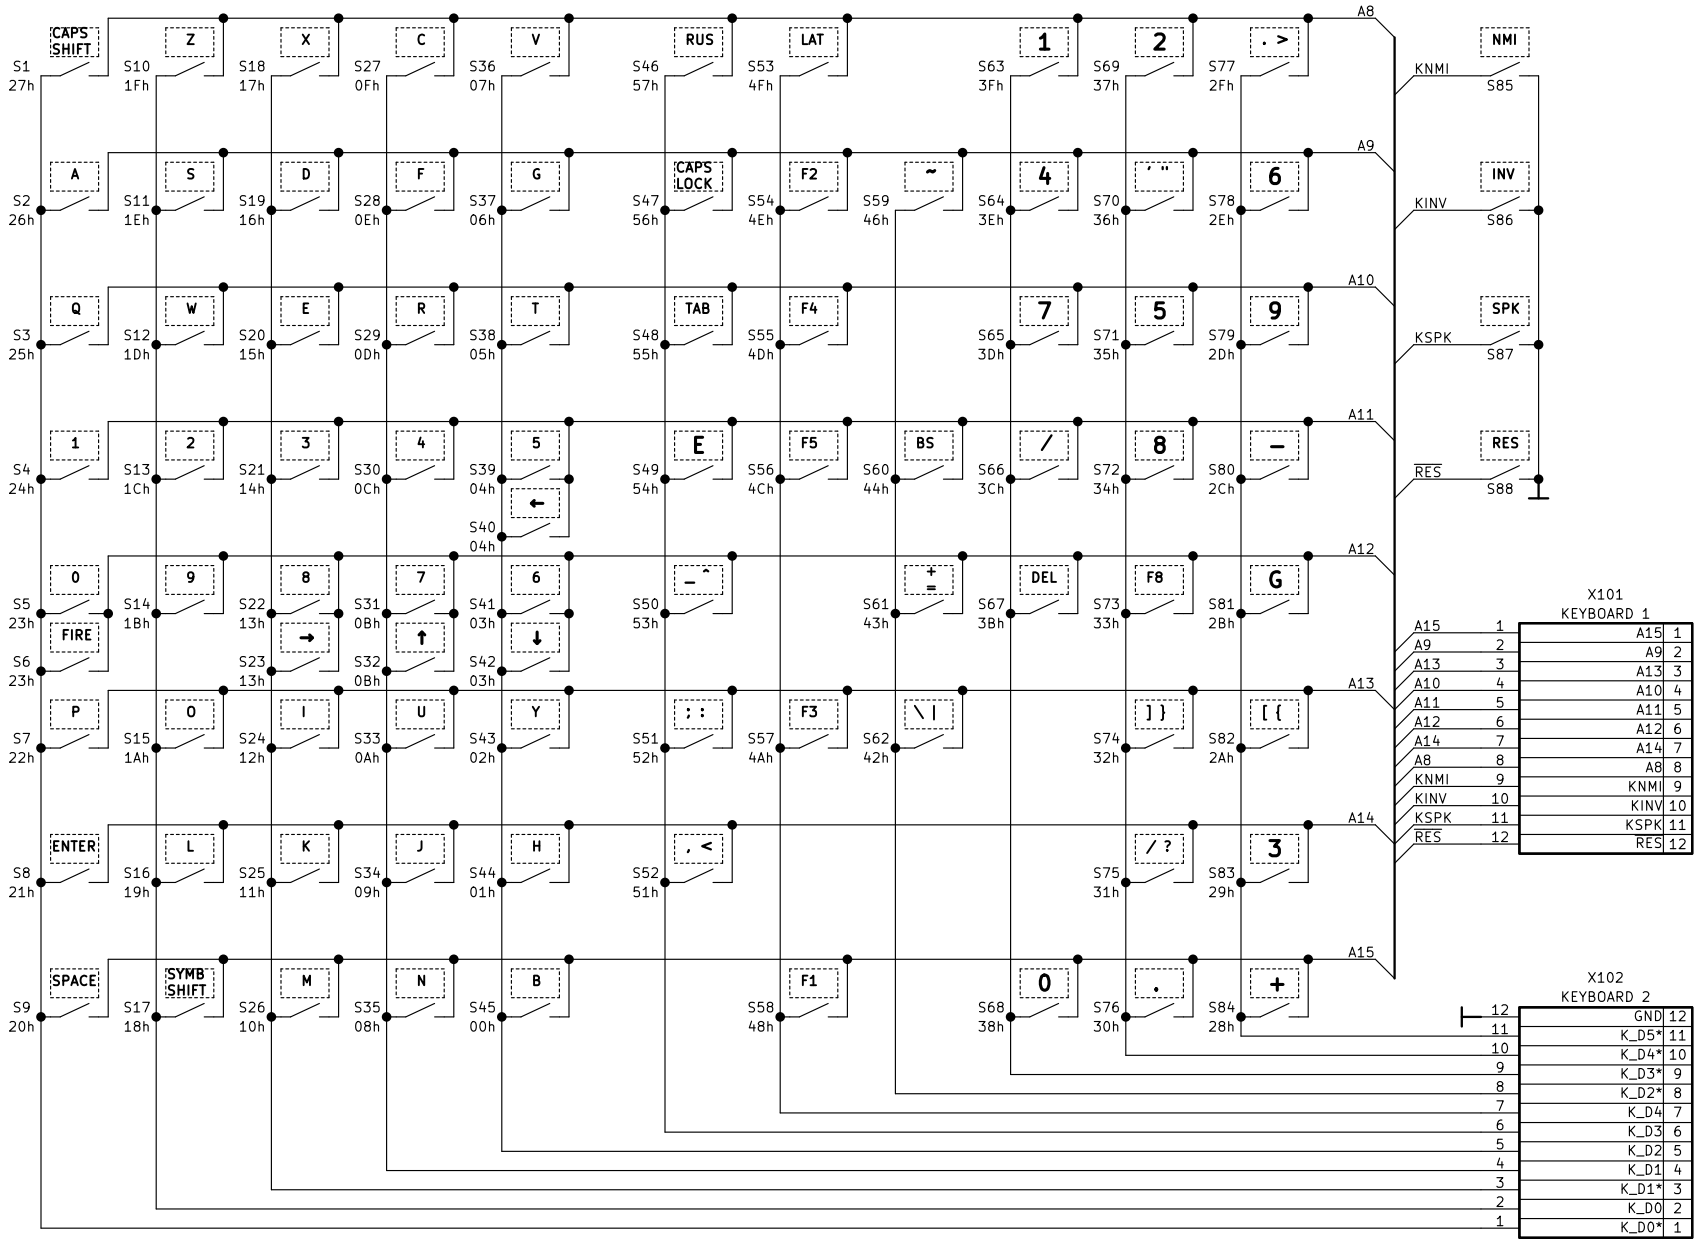 A8
CAPS SHIFT Z X C V RUS LAT 1 2 . > NMI
S1 S10 S18 S27 S36 S46 S53 S63 S69 S77 KNMI S85
27h 1Fh 17h 0Fh 07h 57h 4Fh 3Fh 37h 2Fh
A9
A S D F G CAPS LOCK F2 ~ 4 ' " 6 INV
S2 S11 S19 S28 S37 S47 S54 S59 S64 S70 S78 KINV S86
26h 1Eh 16h 0Eh 06h 56h 4Eh 46h 3Eh 36h 2Eh
A10
Q W E R T TAB F4 7 5 9 SPK
S3 S12 S20 S29 S38 S48 S55 S65 S71 S79 KSPK S87
25h 1Dh 15h 0Dh 05h 55h 4Dh 3Dh 35h 2Dh
A11
1 2 3 4 5 E F5 BS / 8 − RES
S4 S13 S21 S30 S39 S49 S56 S60 S66 S72 S80 RES S88
24h 1Ch 14h 0Ch 04h 54h 4Ch 44h 3Ch 34h 2Ch
←
S40
04h
A12
0 9 8 7 6 _ ^ + = DEL F8 G
S5 S14 S22 S31 S41 S50 S61 S67 S73 S81
23h 1Bh 13h 0Bh 03h 53h 43h 3Bh 33h 2Bh
FIRE → ↑ ↓
S6 S23 S32 S42
23h 13h 0Bh 03h
A13
P O I U Y ; : F3 \ | ] } [ {
S7 S15 S24 S33 S43 S51 S57 S62 S74 S82
22h 1Ah 12h 0Ah 02h 52h 4Ah 42h 32h 2Ah
A14
ENTER L K J H , < / ? 3
S8 S16 S25 S34 S44 S52 S75 S83
21h 19h 11h 09h 01h 51h 31h 29h
A15
SPACE SYMB SHIFT M N B F1 0 . +
S9 S17 S26 S35 S45 S58 S68 S76 S84
20h 18h 10h 08h 00h 48h 38h 30h 28h
X101
KEYBOARD 1
A15 1 A15 1
A9 2 A9 2
A13 3 A13 3
A10 4 A10 4
A11 5 A11 5
A12 6 A12 6
A14 7 A14 7
A8 8 A8 8
KNMI 9 KNMI 9
KINV 10 KINV 10
KSPK 11 KSPK 11
RES 12 RES 12
X102
KEYBOARD 2
12 GND 12
11 K_D5* 11
10 K_D4* 10
9 K_D3* 9
8 K_D2* 8
7 K_D4 7
6 K_D3 6
5 K_D2 5
4 K_D1 4
3 K_D1* 3
2 K_D0 2
1 K_D0* 1